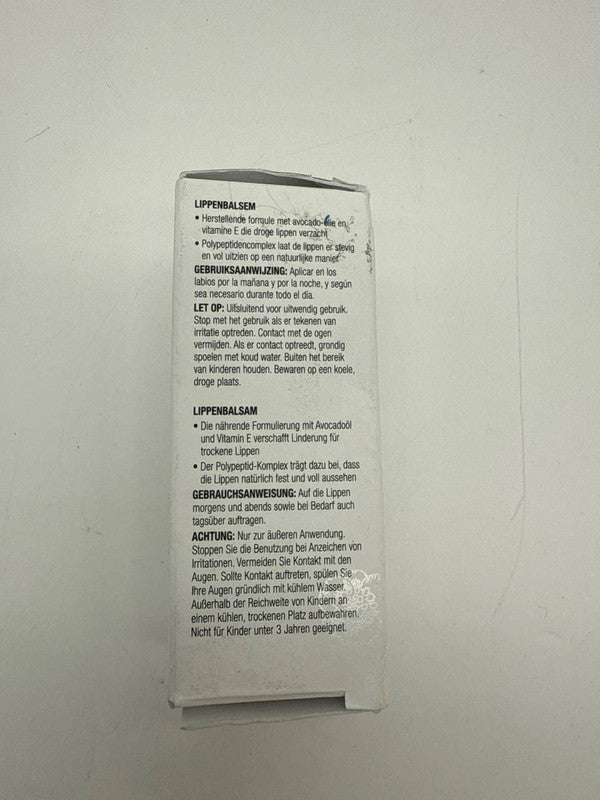 LIPPENBALSEM
• Herstellende formule met avocado-olie en
vitamine E die droge lippen verzacht
• Polypeptidencomplex laat de lippen er stevig
en vol uitzien op een natuurlijke manier
GEBRUIKSAANWIJZING: Aplicar en los
labios por la mañana y por la noche, y según
sea necesario durante todo el día.
LET OP: Uitsluitend voor uitwendig gebruik.
Stop met het gebruik als er tekenen van
irritatie optreden. Contact met de ogen
vermijden. Als er contact optreedt, grondig
spoelen met koud water. Buiten het bereik
van kinderen houden. Bewaren op een koele,
droge plaats.
LIPPENBALSAM
• Die nährende Formulierung mit Avocadoöl
und Vitamin E verschafft Linderung für
trockene Lippen
• Der Polypeptid-Komplex trägt dazu bei, dass
die Lippen natürlich fest und voll aussehen
GEBRAUCHSANWEISUNG: Auf die Lippen
morgens und abends sowie bei Bedarf auch
tagsüber auftragen.
ACHTUNG: Nur zur äußeren Anwendung.
Stoppen Sie die Benutzung bei Anzeichen von
Irritationen. Vermeiden Sie Kontakt mit den
Augen. Sollte Kontakt auftreten, spülen Sie
Ihre Augen gründlich mit kühlem Wasser.
Außerhalb der Reichweite von Kindern an
einem kühlen, trockenen Platz aufbewahren.
Nicht für Kinder unter 3 Jahren geeignet.